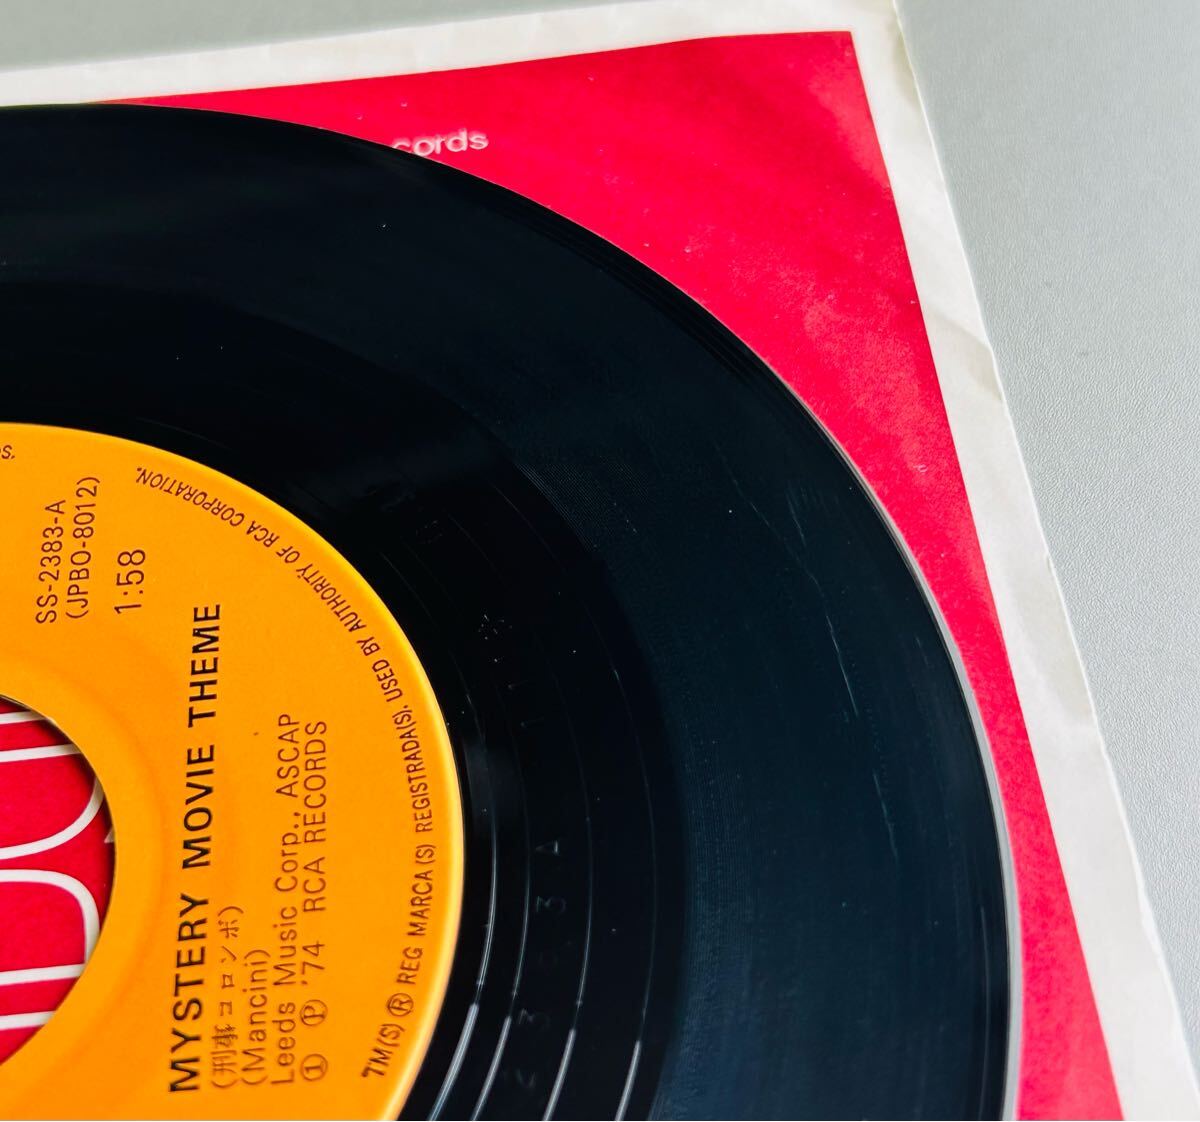 cords
SS-2383-A
(JPBO-8012)
1:58
MYSTERY MOVIE THEME
(刑事コロンボ)
(Mancini)
Leeds Music Corp., ASCAP
① Ⓟ '74 RCA RECORDS
TM(S) ® REG MARCA(S) REGISTRADA(S), USED BY AUTHORITY OF RCA CORPORATION.